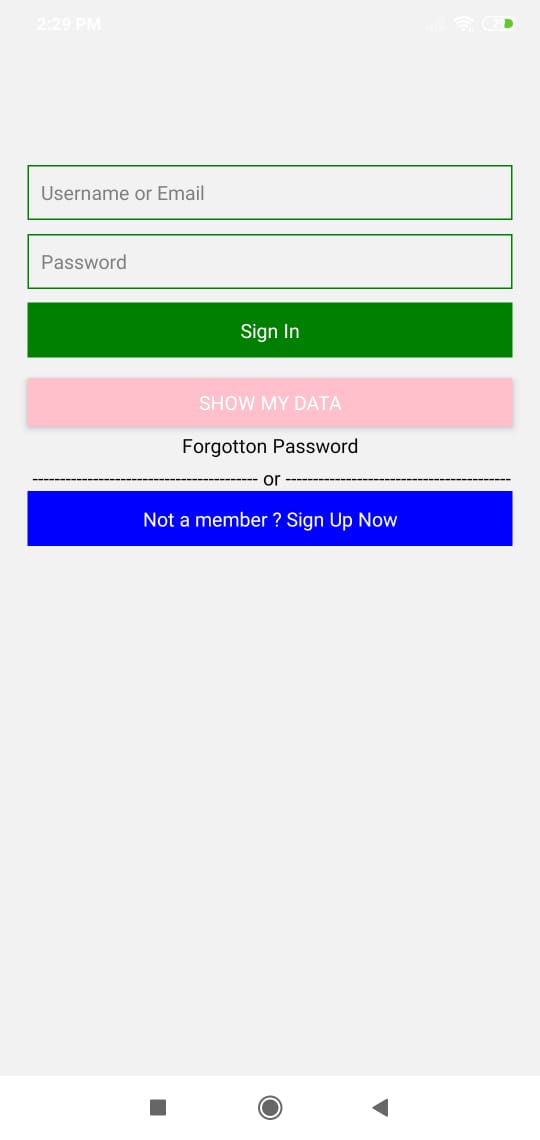 2:29 PM
Username or Email
Password
Sign In
SHOW MY DATA
Forgotton Password
----------------------------------------- or -----------------------------------------
Not a member ? Sign Up Now